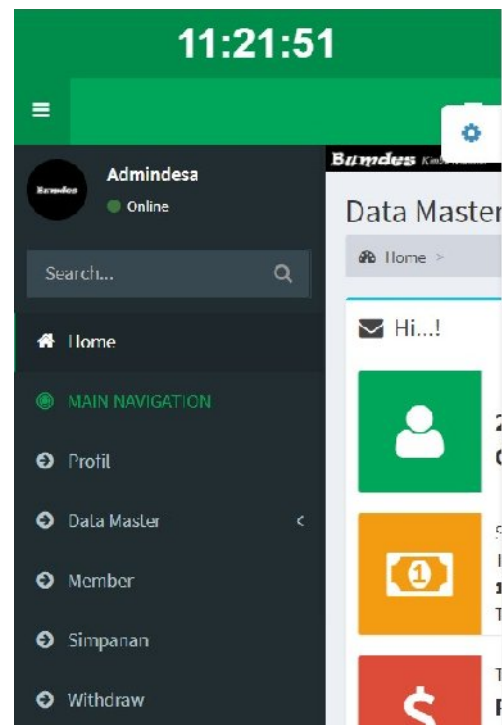 11:21:51
Admindesa
Online
Bumdes
Data Master
Home >
Search...
Hi...!
Home
MAIN NAVIGATION
Profil
Data Master <
Member
1
Simpanan
Withdraw
$